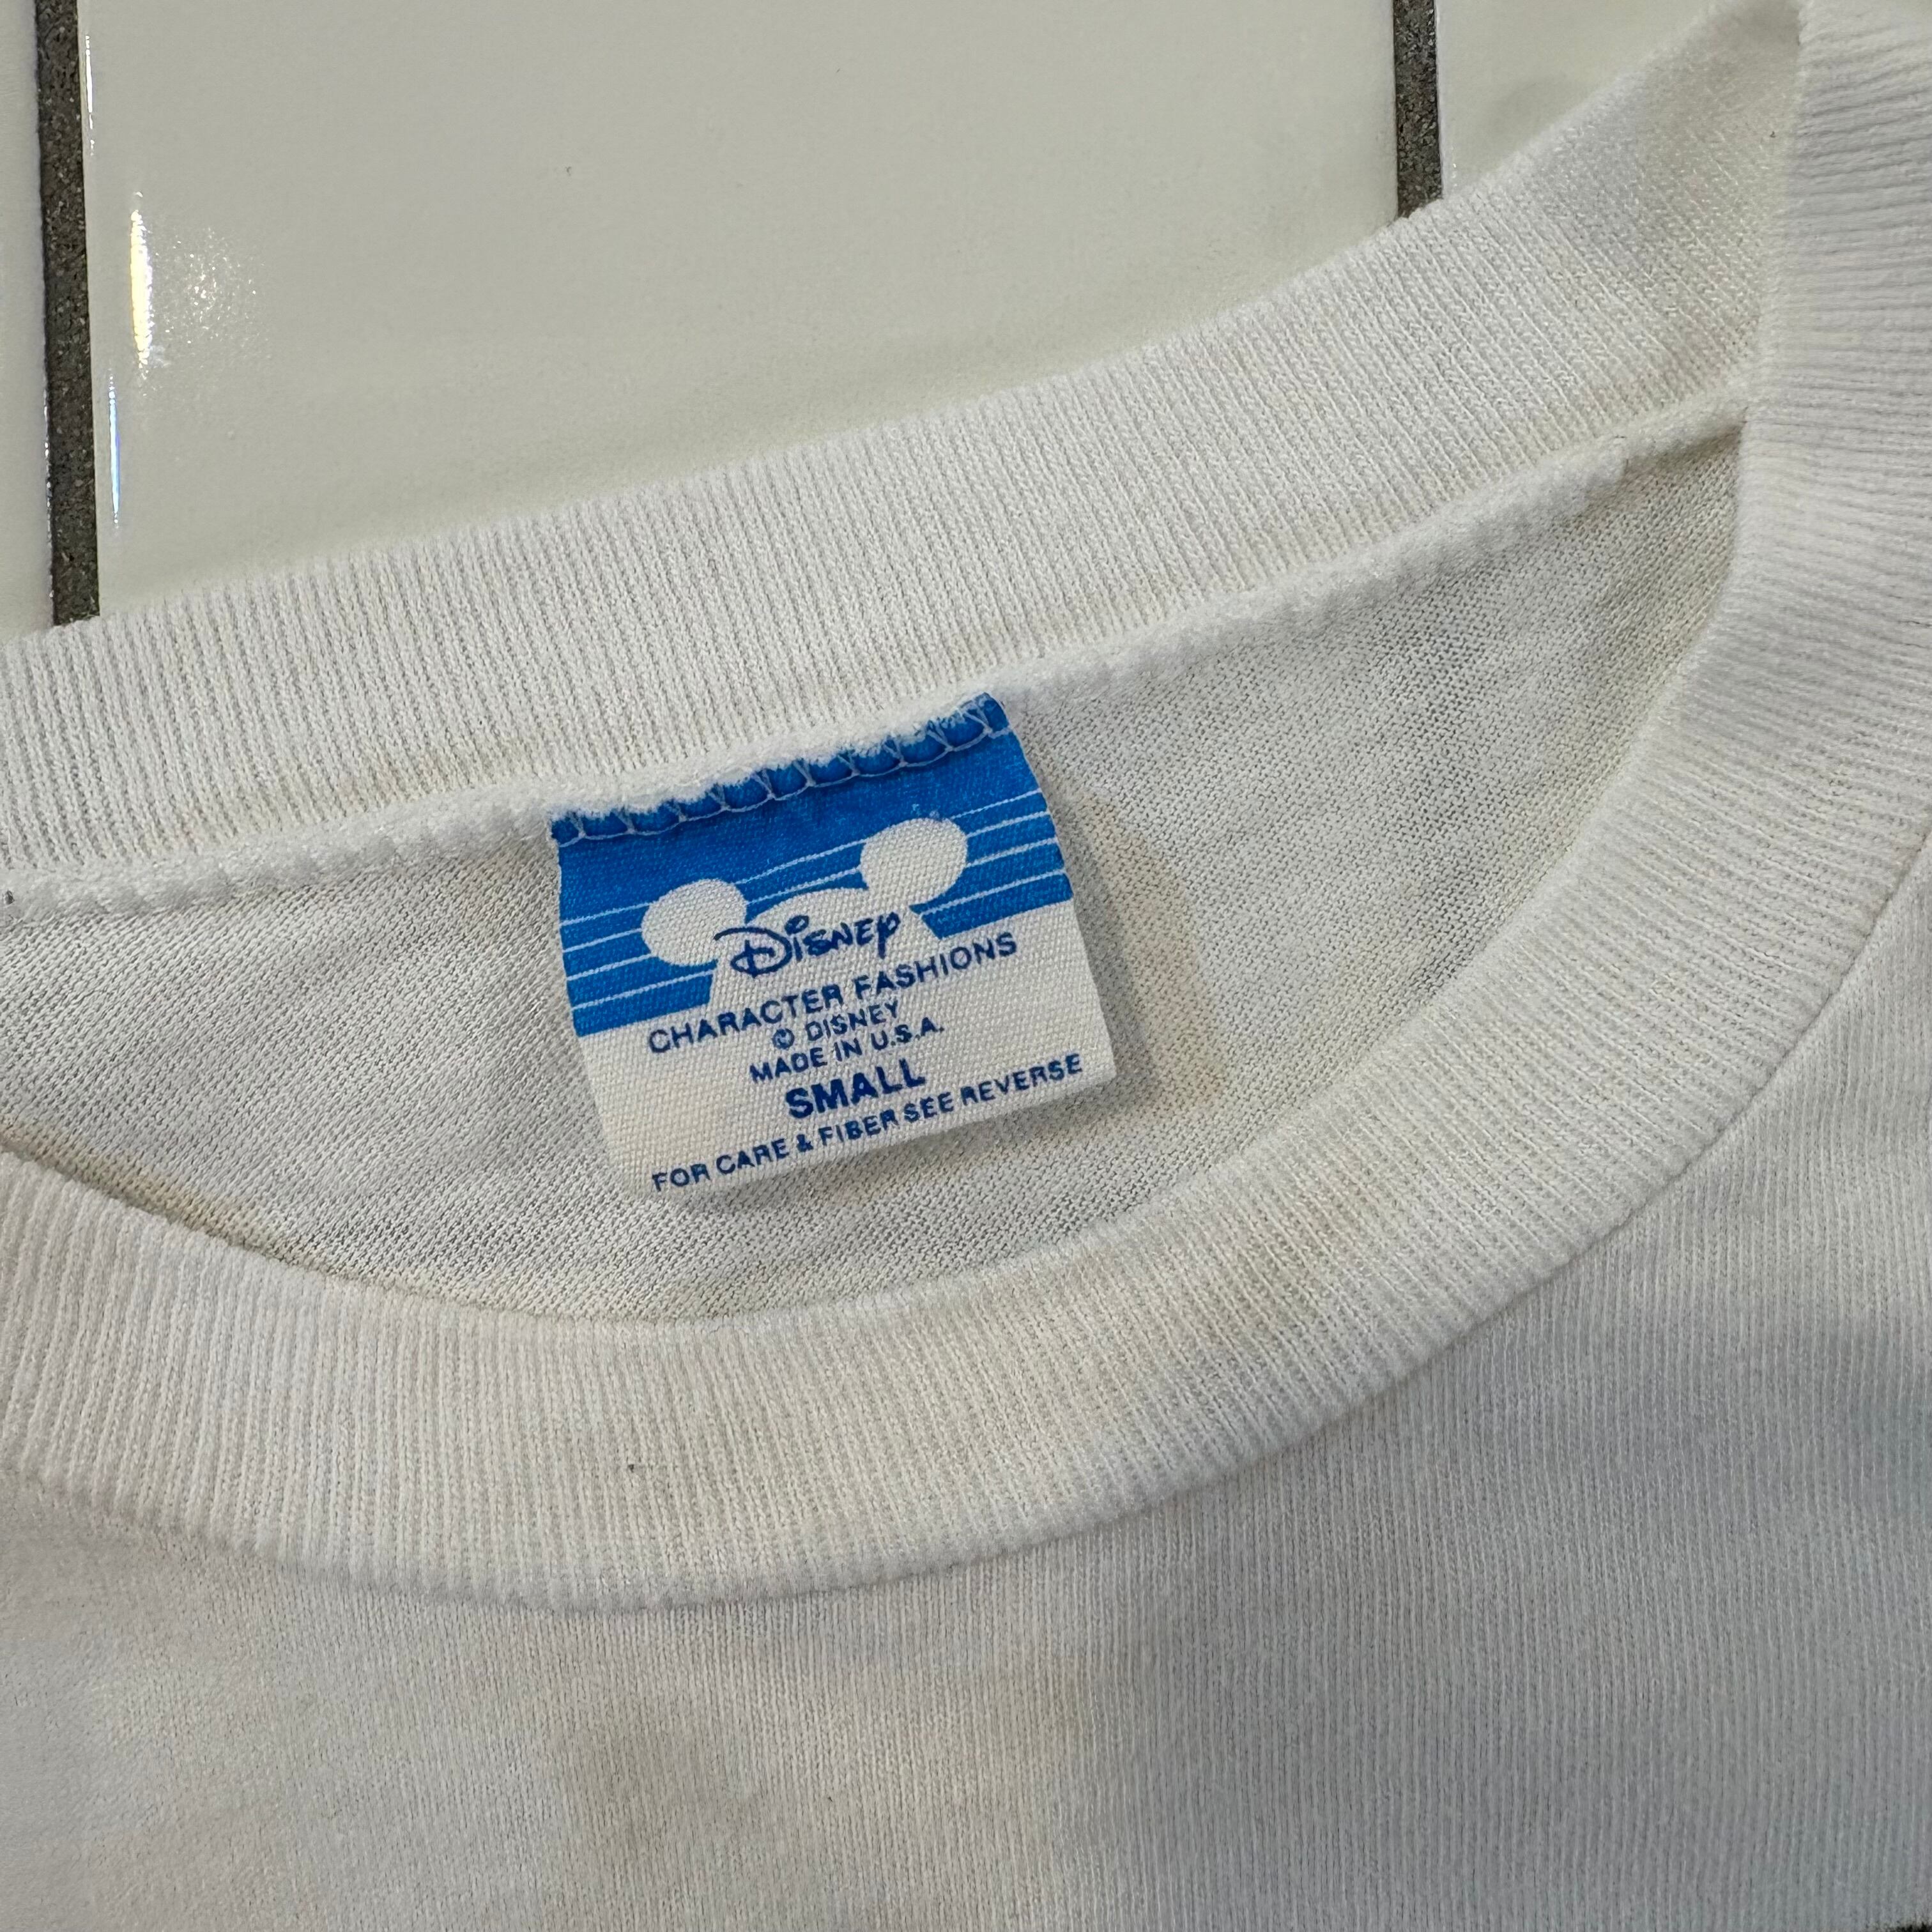 Disney
CHARACTER FASHIONS
© DISNEY
MADE IN U.S.A.
SMALL
FOR CARE & FIBER SEE REVERSE